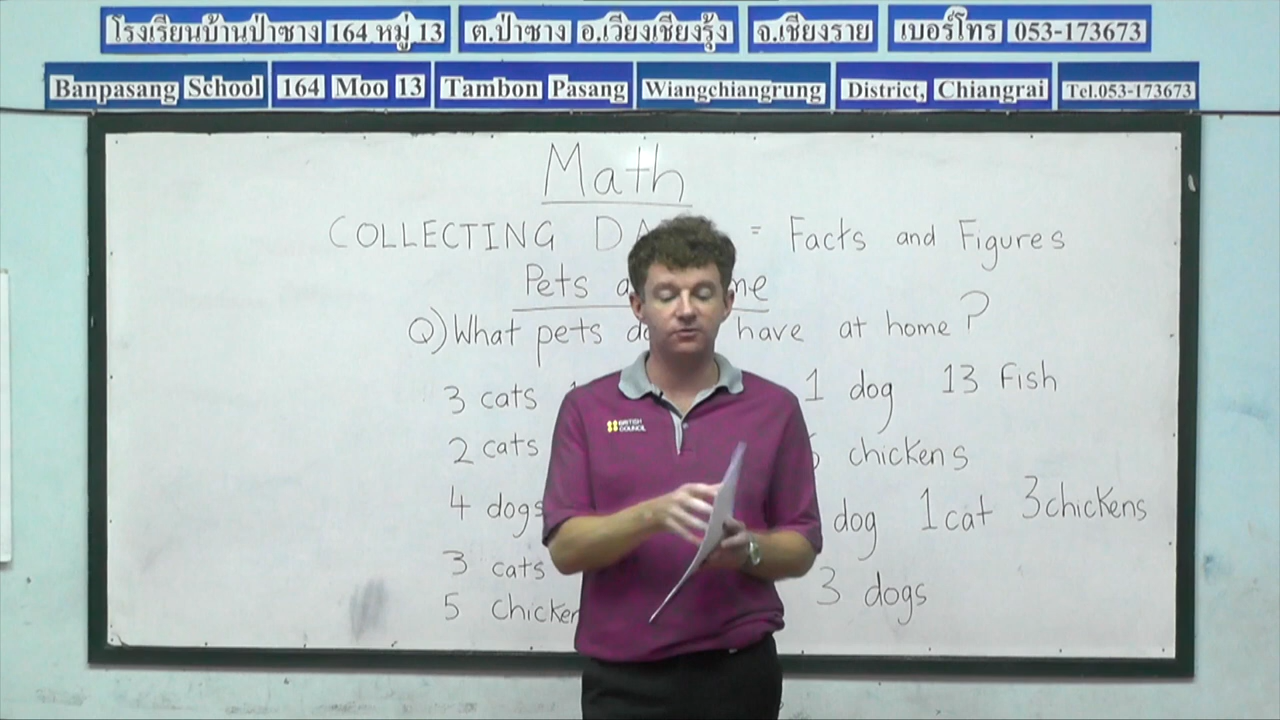 โรงเรียนบ้านป่าซาง 164 หมู่ 13 ต.ป่าซาง อ.เวียงเชียงรุ้ง จ.เชียงราย เบอร์โทร 053-173673
Banpasang School 164 Moo 13 Tambon Pasang Wiangchiangrung District, Chiangrai Tel.053-173673
Math
COLLECTING = Facts and Figures
Pets
Q) What pets have at home?
3 cats 1 dog 13 Fish
2 cats chickens
4 dogs dog 1 cat 3 chickens
3 cats 3 dogs
5
BRITISH
COUNCIL